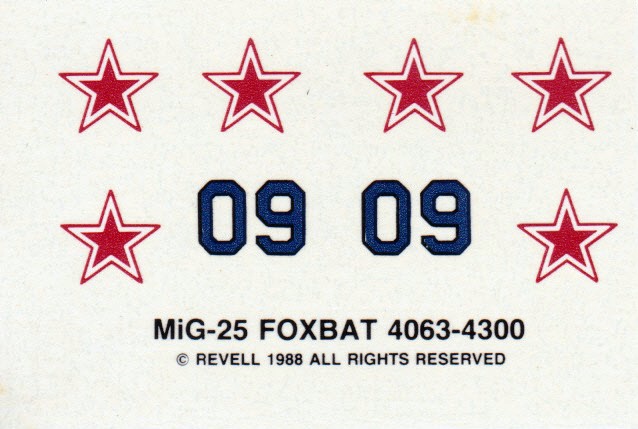 09 09
MiG-25 FOXBAT 4063-4300
© REVELL 1988 ALL RIGHTS RESERVED